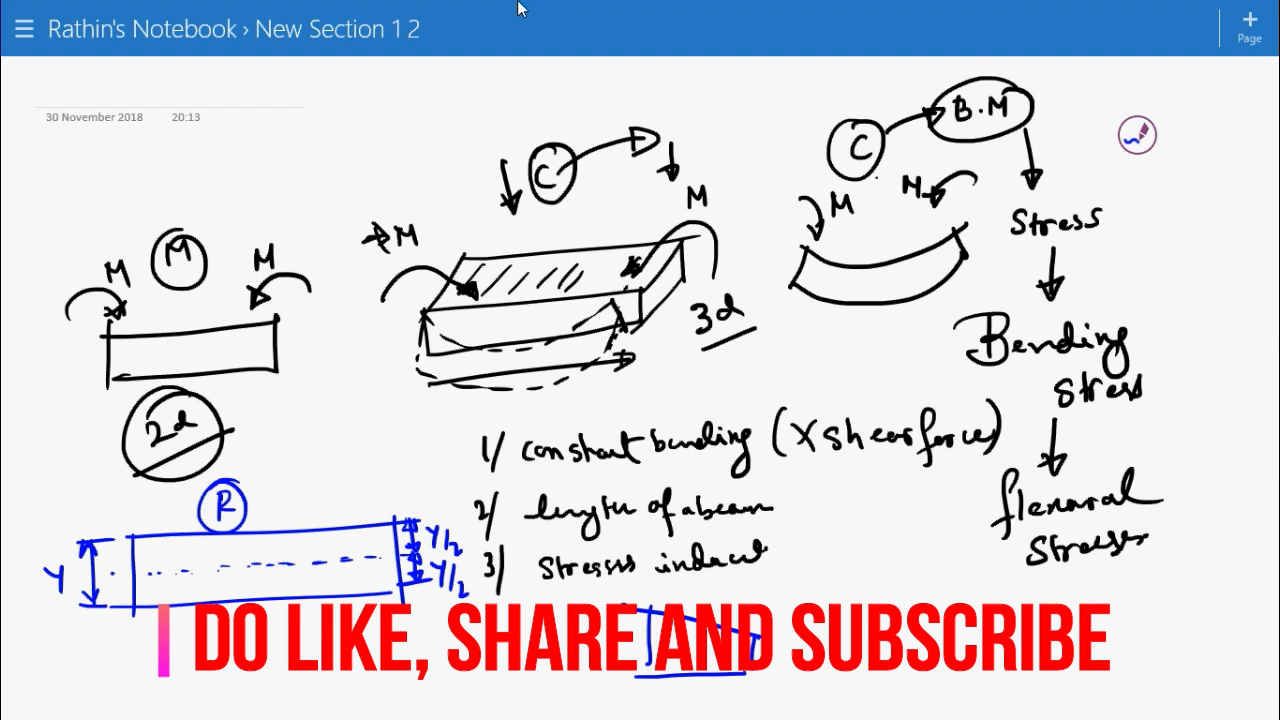 Rathin's Notebook › New Section 1 2
Page
30 November 2018 20:13
B.M
C
C
M
M
M
M
M
M
M
Stress
3d
Bending
Stress
2d
1/ constant bending (X shear force)
2/ length of a beam
3/ Stresses induced
flexural
Stresses
R
Y
Y/2
Y/2
DO LIKE, SHARE AND SUBSCRIBE